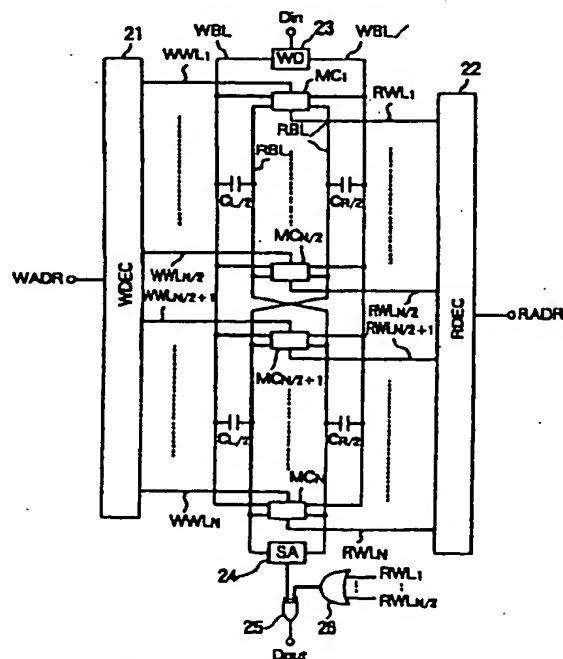 Din
21
WBL
23
WBL/
WWL1
WD
MC1
22
RWL1
RBL/
RBL
CL/2
CR/2
MCN/2
WADR
WDEC
WWLN/2
WWLN/2+1
RWLN/2
RWLN/2+1
RDEC
RADR
MCN/2+1
CL/2
CR/2
MCN
WWLN
RWLN
SA
24
RWL1
RWLN/2
25
26
Dout